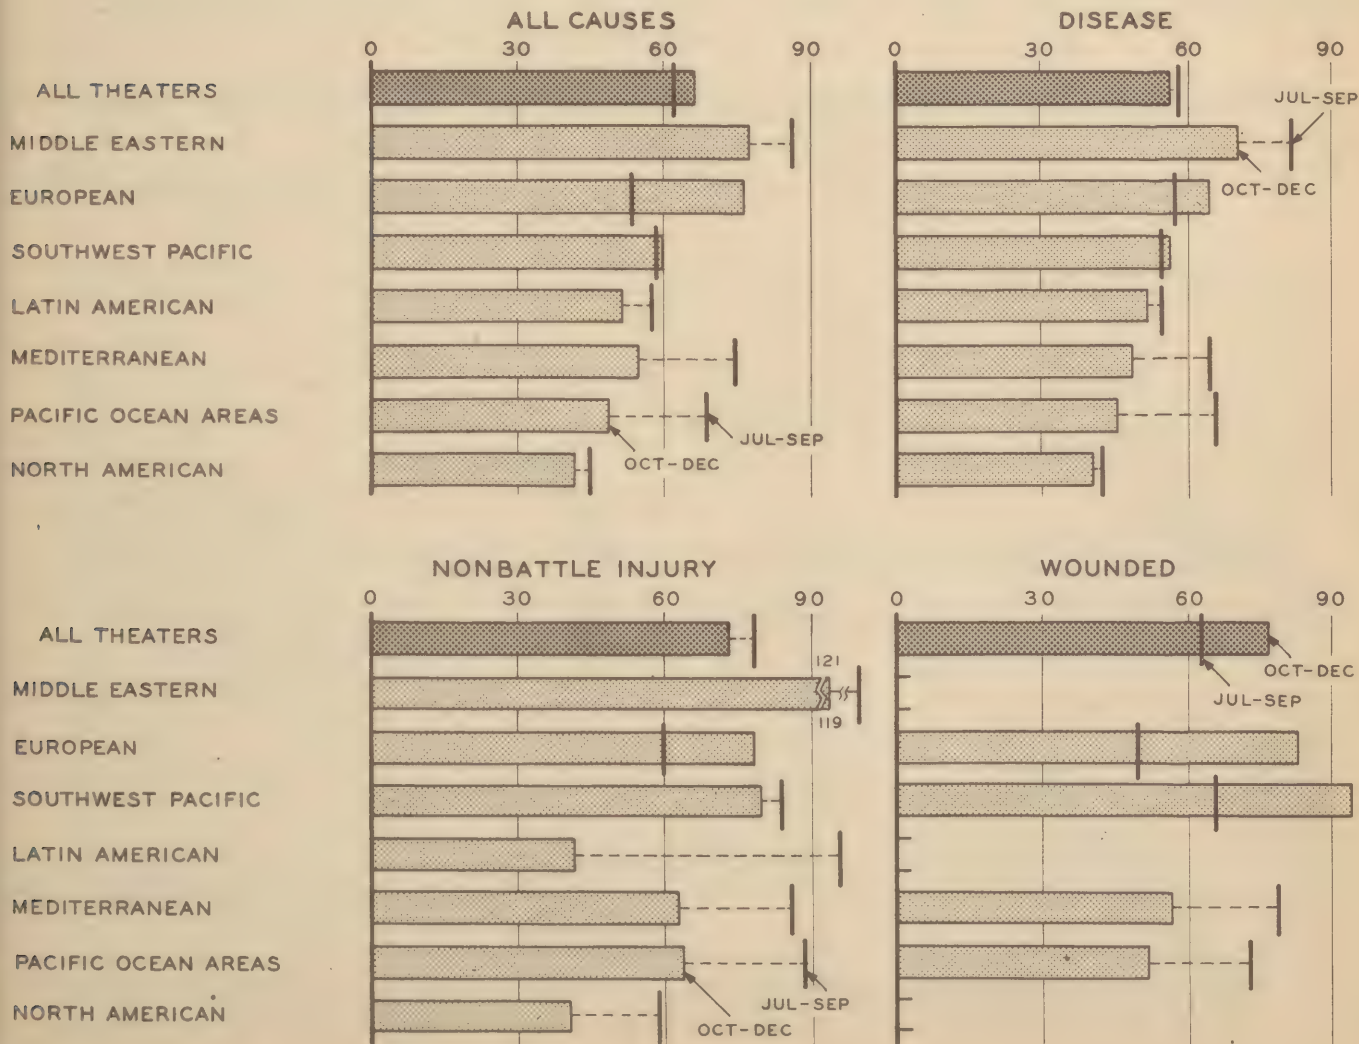 ALL CAUSES
0 30 60 90
DISEASE
0 30 60 90
ALL THEATERS
JUL-SEP
MIDDLE EASTERN
OCT-DEC
EUROPEAN
SOUTHWEST PACIFIC
LATIN AMERICAN
MEDITERRANEAN
PACIFIC OCEAN AREAS
JUL-SEP
OCT-DEC
NORTH AMERICAN
NONBATTLE INJURY
0 30 60 90
WOUNDED
0 30 60 90
ALL THEATERS
OCT-DEC
JUL-SEP
121
MIDDLE EASTERN
119
EUROPEAN
SOUTHWEST PACIFIC
LATIN AMERICAN
MEDITERRANEAN
PACIFIC OCEAN AREAS
JUL-SEP
OCT-DEC
NORTH AMERICAN